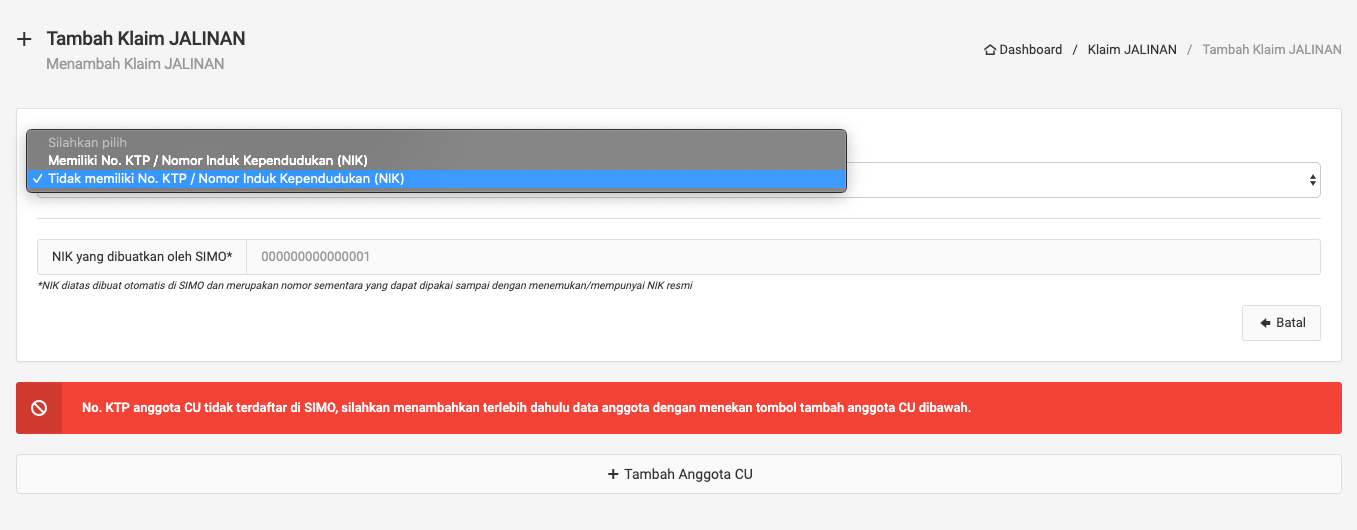 Tambah Klaim JALINAN
Menambah Klaim JALINAN
Dashboard / Klaim JALINAN / Tambah Klaim JALINAN
Silahkan pilih
Memiliki No. KTP / Nomor Induk Kependudukan (NIK)
✓ Tidak memiliki No. KTP / Nomor Induk Kependudukan (NIK)
NIK yang dibuatkan oleh SIMO* 000000000000001
*NIK diatas dibuat otomatis di SIMO dan merupakan nomor sementara yang dapat dipakai sampai dengan menemukan/mempunyai NIK resmi
Batal
No. KTP anggota CU tidak terdaftar di SIMO, silahkan menambahkan terlebih dahulu data anggota dengan menekan tombol tambah anggota CU dibawah.
+ Tambah Anggota CU